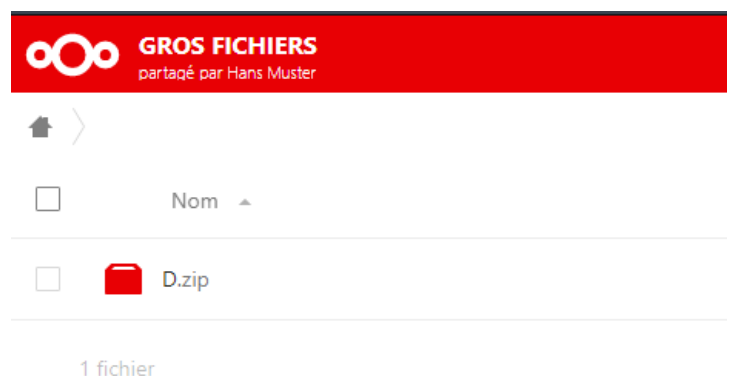 GROS FICHIERS
partagé par Hans Muster
Nom
D.zip
1 fichier